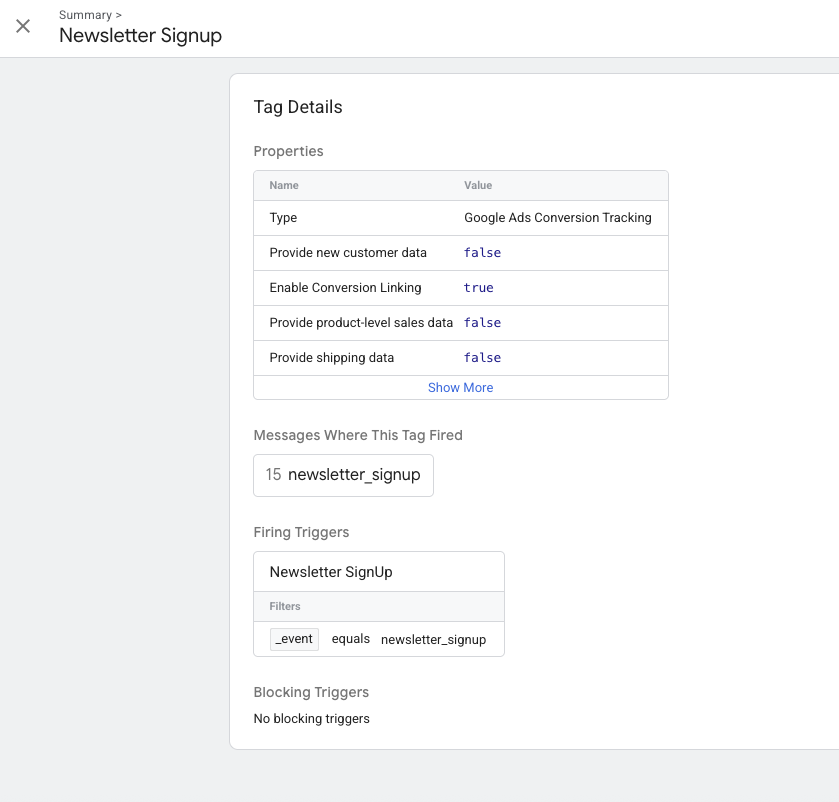 Summary >
Newsletter Signup
Tag Details
Properties
Name Value
Type Google Ads Conversion Tracking
Provide new customer data false
Enable Conversion Linking true
Provide product-level sales data false
Provide shipping data false
Show More
Messages Where This Tag Fired
15 newsletter_signup
Firing Triggers
Newsletter SignUp
Filters
_event equals newsletter_signup
Blocking Triggers
No blocking triggers